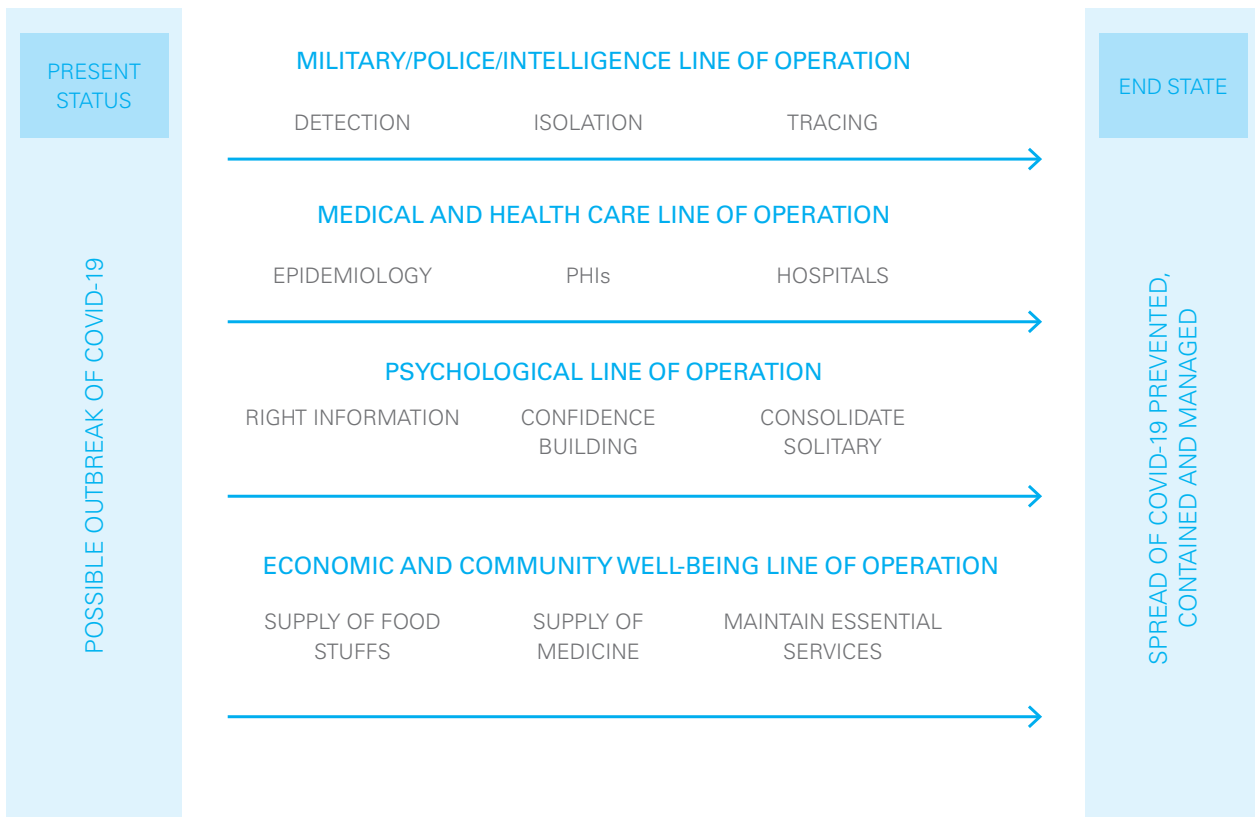 PRESENT
STATUS
POSSIBLE OUTBREAK OF COVID-19
MILITARY/POLICE/INTELLIGENCE LINE OF OPERATION
DETECTION ISOLATION TRACING
MEDICAL AND HEALTH CARE LINE OF OPERATION
EPIDEMIOLOGY PHIs HOSPITALS
PSYCHOLOGICAL LINE OF OPERATION
RIGHT INFORMATION
CONFIDENCE
BUILDING
CONSOLIDATE
SOLITARY
ECONOMIC AND COMMUNITY WELL-BEING LINE OF OPERATION
SUPPLY OF FOOD
STUFFS
SUPPLY OF
MEDICINE
MAINTAIN ESSENTIAL
SERVICES
END STATE
SPREAD OF COVID-19 PREVENTED,
CONTAINED AND MANAGED